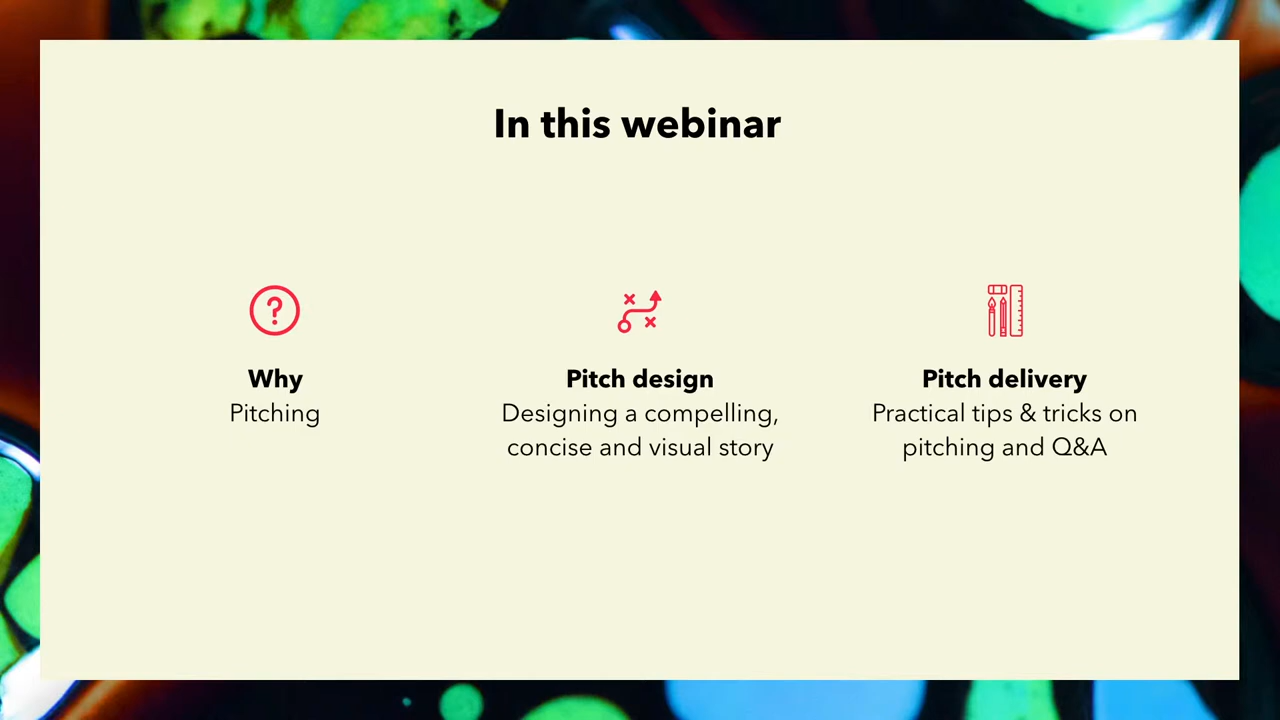 In this webinar
Why
Pitching
Pitch design
Designing a compelling,
concise and visual story
Pitch delivery
Practical tips & tricks on
pitching and Q&A